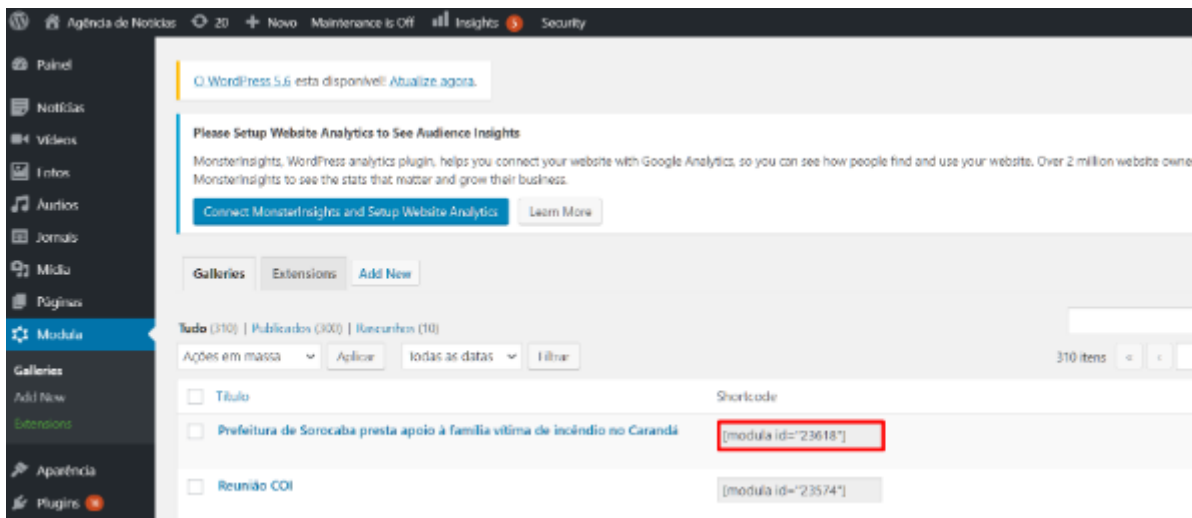 Agência de Notícias 20 Novo Maintenance is Off Insights 5 Security
Painel
Notícias
Vídeos
Fotos
Áudios
Jornais
Mídia
Páginas
Modula
Galleries
Add New
Extensions
Aparência
Plugins
O WordPress 5.6 esta disponível! Atualize agora.
Please Setup Website Analytics to See Audience Insights
MonsterInsights, WordPress analytics plugin, helps you connect your website with Google Analytics, so you can see how people find and use your website. Over 2 million website owne
MonsterInsights to see the stats that matter and grow their business.
Connect MonsterInsights and Setup Website Analytics Learn More
Galleries Extensions Add New
Tudo (310) | Publicados (300) | Rascunhos (10)
Ações em massa Aplicar Todas as datas Filtrar 310 itens « ‹
Título Shortcode
Prefeitura de Sorocaba presta apoio à família vítima de incêndio no Carandá [modula id="23618"]
Reunião COI [modula id="23574"]